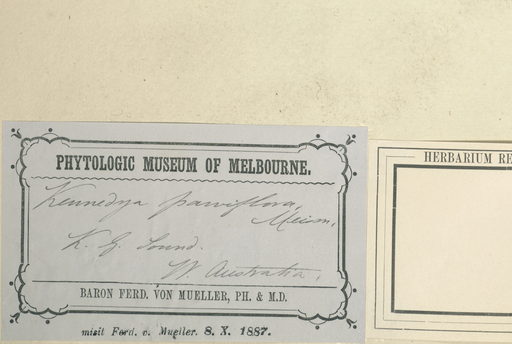 PHYTOLOGIC MUSEUM OF MELBOURNE.
Kennedya parviflora,
Meisn.
K. G. Sound.
W Australia,
BARON FERD. VON MUELLER, PH. & M.D.
misit Ferd. v. Mueller. 8. X. 1887.
HERBARIUM RE